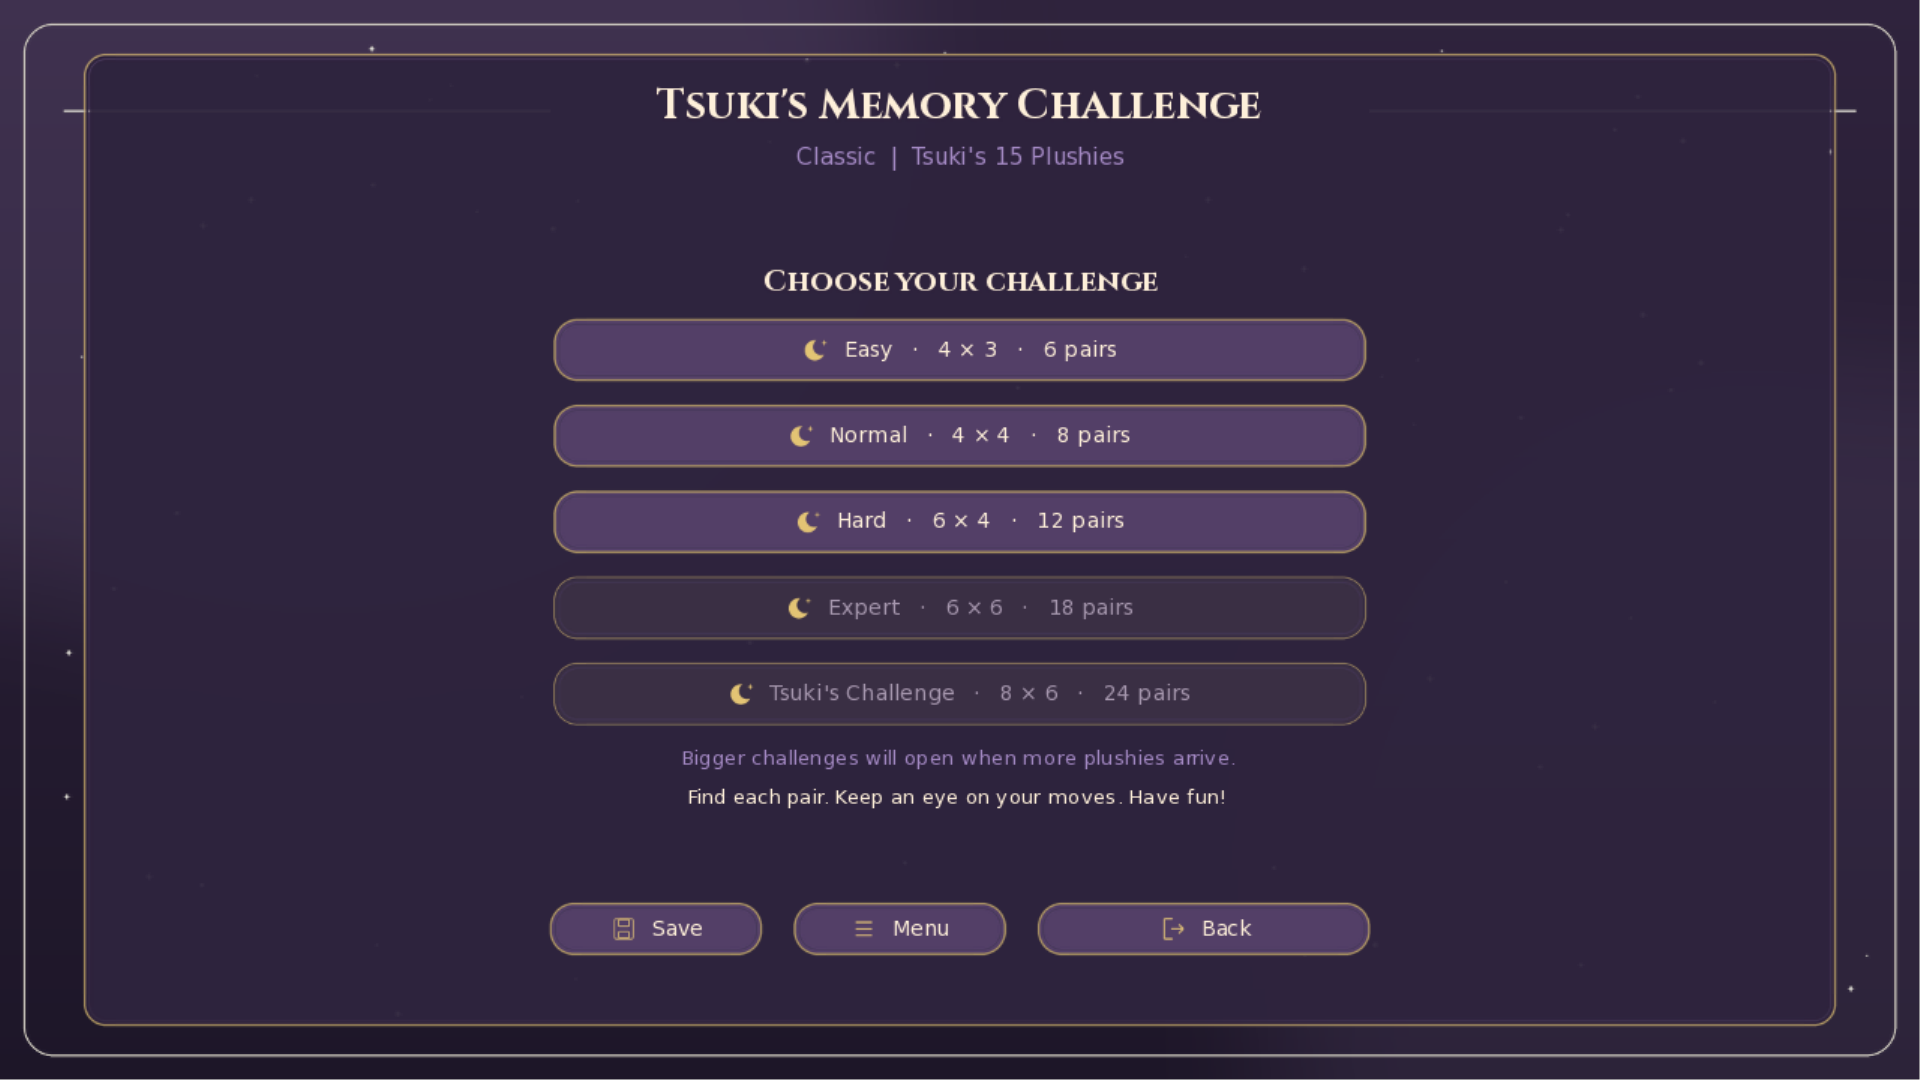 Tsuki's Memory Challenge
Classic | Tsuki's 15 Plushies
Choose your challenge
Easy · 4 × 3 · 6 pairs
Normal · 4 × 4 · 8 pairs
Hard · 6 × 4 · 12 pairs
Expert · 6 × 6 · 18 pairs
Tsuki's Challenge · 8 × 6 · 24 pairs
Bigger challenges will open when more plushies arrive.
Find each pair. Keep an eye on your moves. Have fun!
Save Menu Back